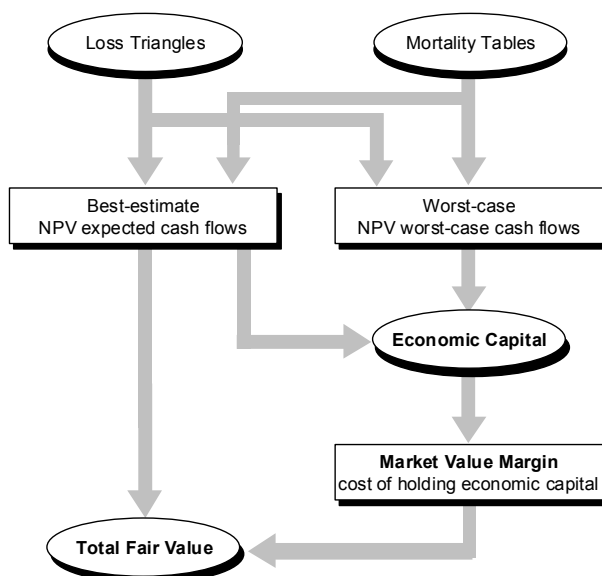 Loss Triangles
Mortality Tables
Best-estimate
NPV expected cash flows
Worst-case
NPV worst-case cash flows
Economic Capital
Market Value Margin
cost of holding economic capital
Total Fair Value